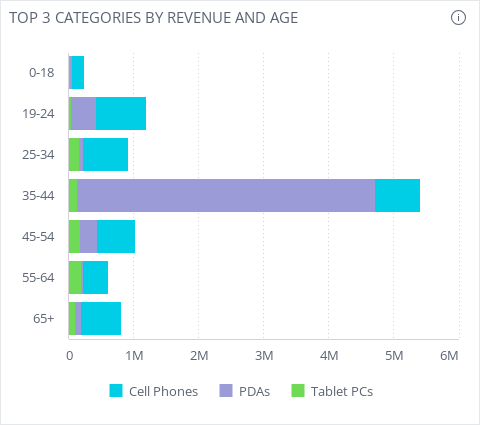 TOP 3 CATEGORIES BY REVENUE AND AGE
0-18
19-24
25-34
35-44
45-54
55-64
65+
0 1M 2M 3M 4M 5M 6M
Cell Phones PDAs Tablet PCs